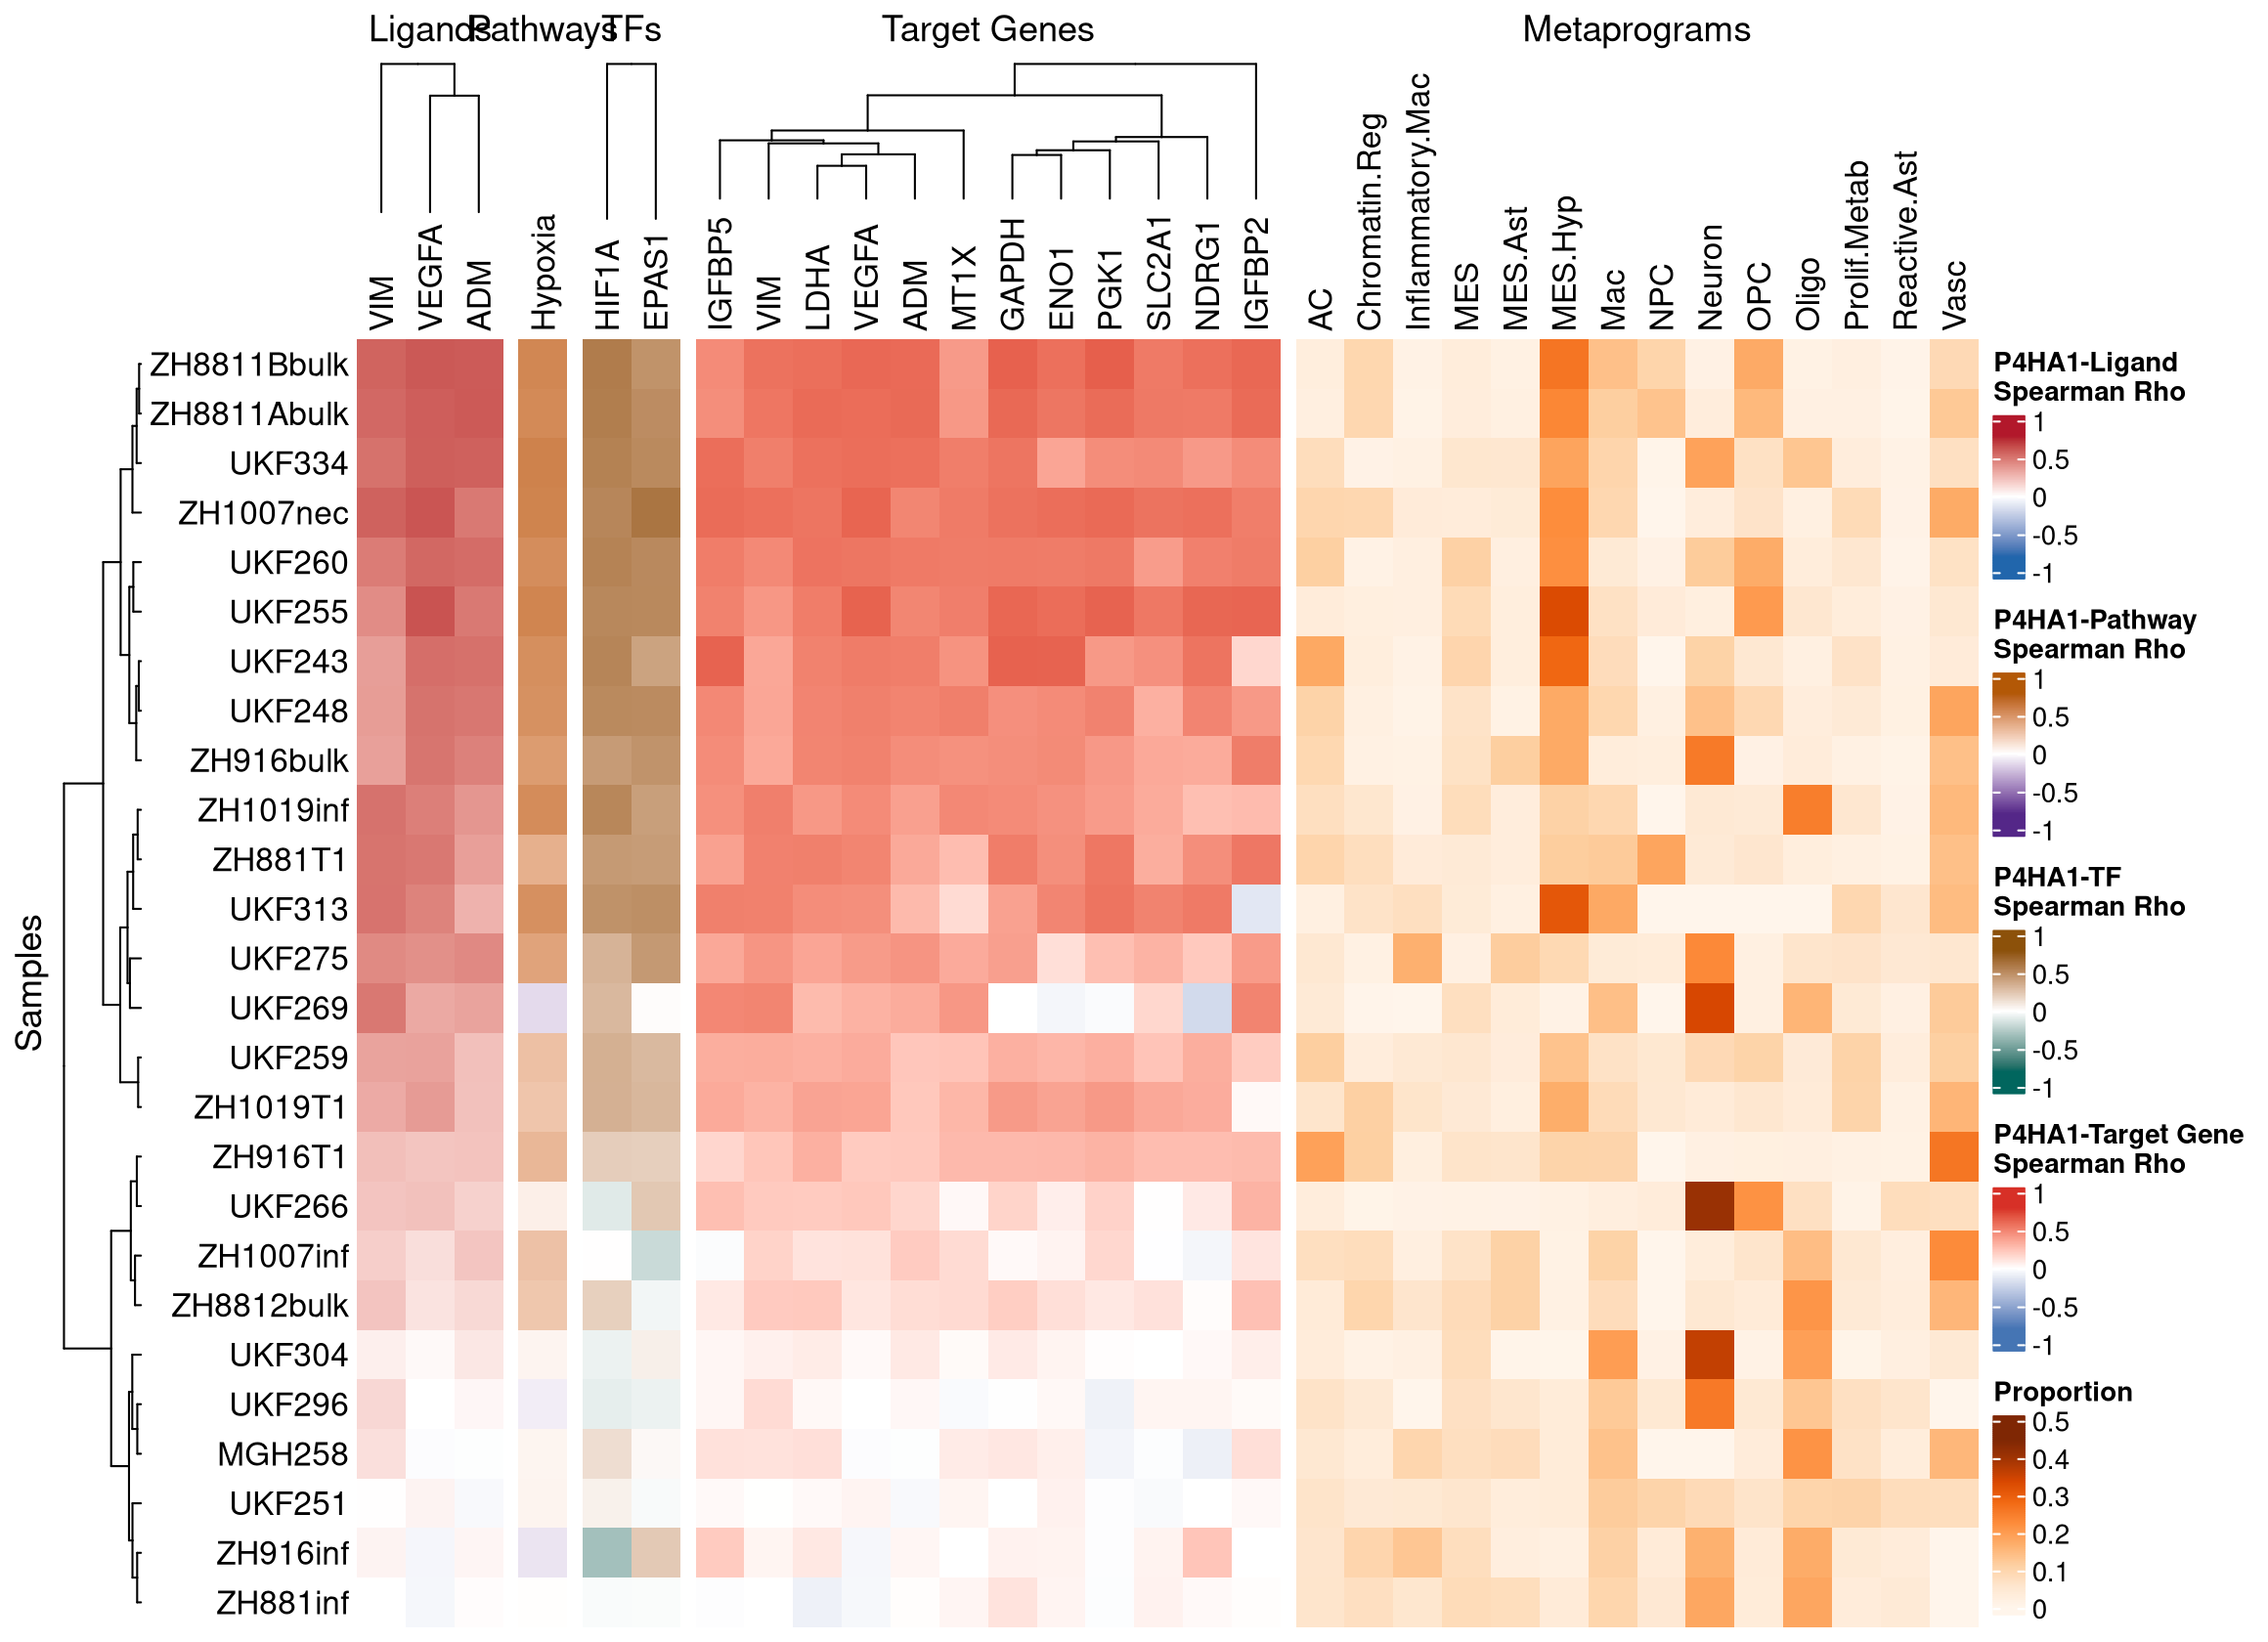 Ligands Pathways TFs Target Genes Metaprograms
VIM VEGFA ADM Hypoxia HIF1A EPAS1 IGFBP5 VIM LDHA VEGFA ADM MT1X GAPDH ENO1 PGK1 SLC2A1 NDRG1 IGFBP2 AC Chromatin.Reg Inflammatory.Mac MES MES.Ast MES.Hyp Mac NPC Neuron OPC Oligo Prolif.Metab Reactive.Ast Vasc
Samples
ZH8811Bbulk
ZH8811Abulk
UKF334
ZH1007nec
UKF260
UKF255
UKF243
UKF248
ZH916bulk
ZH1019inf
ZH881T1
UKF313
UKF275
UKF269
UKF259
ZH1019T1
ZH916T1
UKF266
ZH1007inf
ZH8812bulk
UKF304
UKF296
MGH258
UKF251
ZH916inf
ZH881inf
P4HA1-Ligand
Spearman Rho
1
0.5
0
-0.5
-1
P4HA1-Pathway
Spearman Rho
1
0.5
0
-0.5
-1
P4HA1-TF
Spearman Rho
1
0.5
0
-0.5
-1
P4HA1-Target Gene
Spearman Rho
1
0.5
0
-0.5
-1
Proportion
0.5
0.4
0.3
0.2
0.1
0